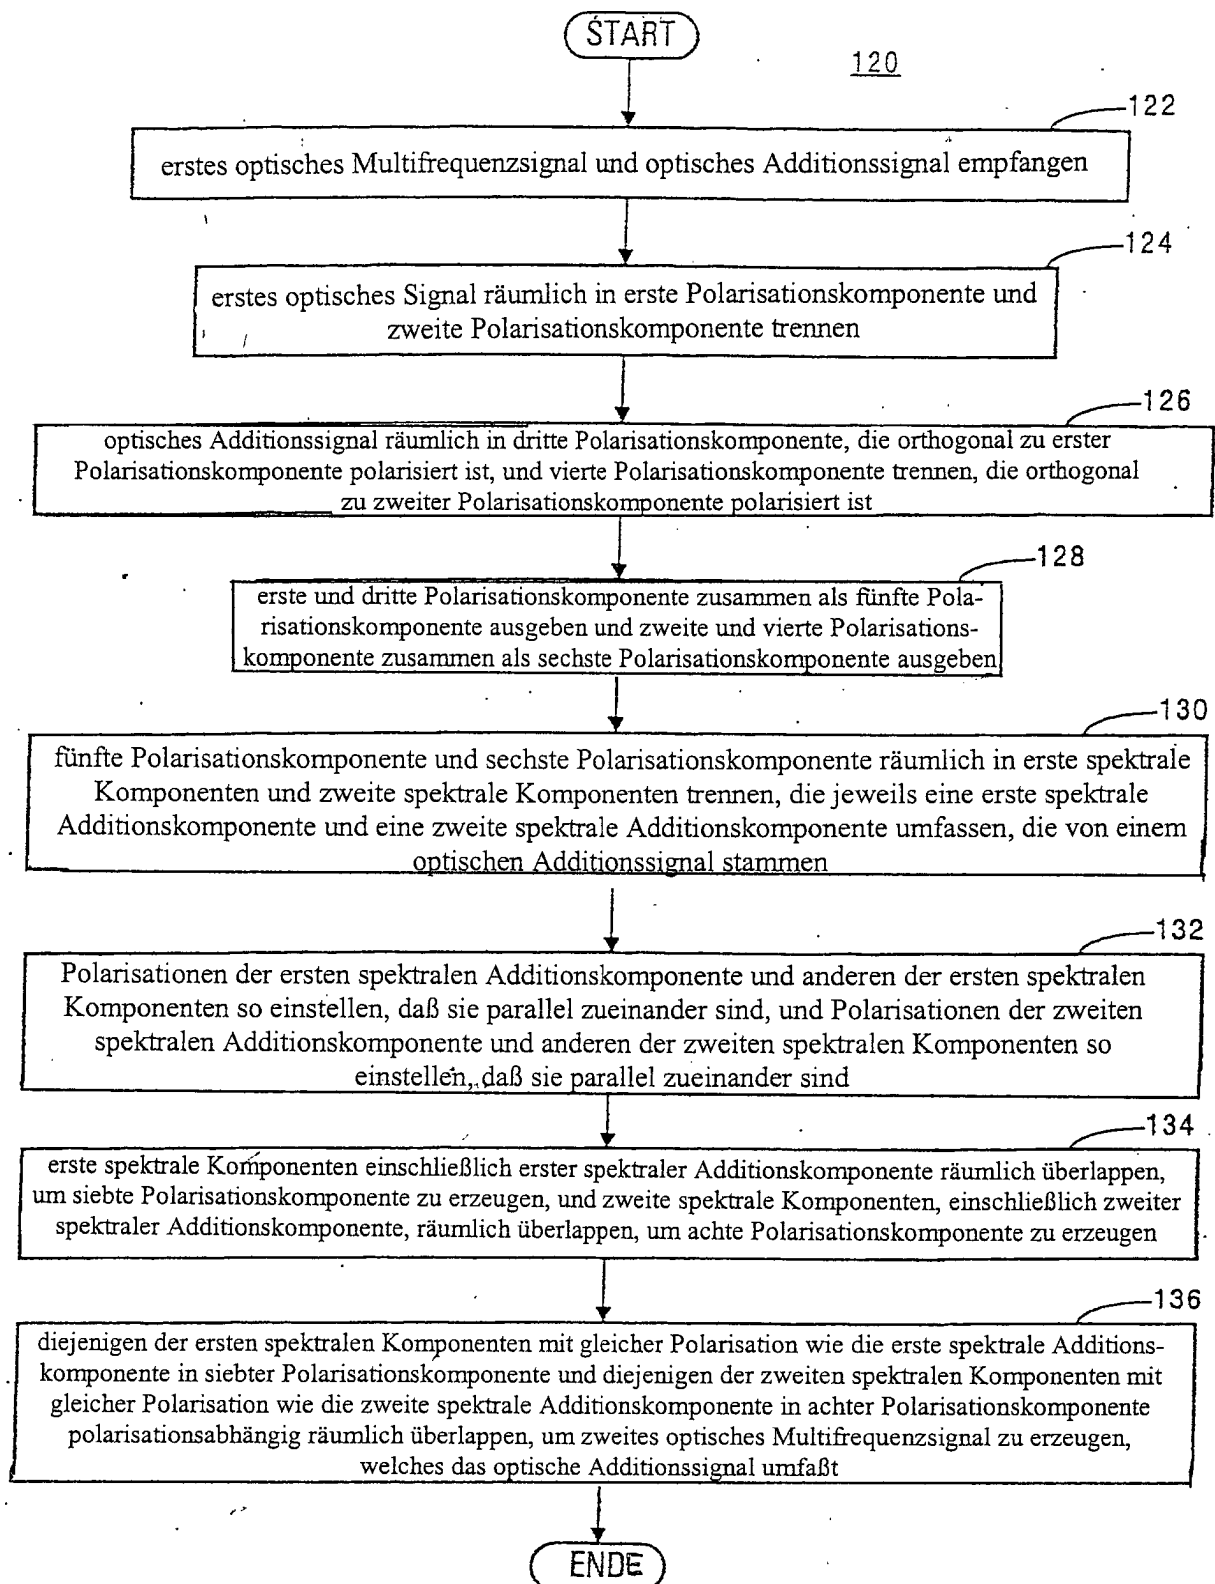 START
120
122
erstes optisches Multifrequenzsignal und optisches Additionssignal empfangen
124
erstes optisches Signal räumlich in erste Polarisationskomponente und
zweite Polarisationskomponente trennen
126
optisches Additionssignal räumlich in dritte Polarisationskomponente, die orthogonal zu erster
Polarisationskomponente polarisiert ist, und vierte Polarisationskomponente trennen, die orthogonal
zu zweiter Polarisationskomponente polarisiert ist
128
erste und dritte Polarisationskomponente zusammen als fünfte Pola-
risationskomponente ausgeben und zweite und vierte Polarisations-
komponente zusammen als sechste Polarisationskomponente ausgeben
130
fünfte Polarisationskomponente und sechste Polarisationskomponente räumlich in erste spektrale
Komponenten und zweite spektrale Komponenten trennen, die jeweils eine erste spektrale
Additionskomponente und eine zweite spektrale Additionskomponente umfassen, die von einem
optischen Additionssignal stammen
132
Polarisationen der ersten spektralen Additionskomponente und anderen der ersten spektralen
Komponenten so einstellen, daß sie parallel zueinander sind, und Polarisationen der zweiten
spektralen Additionskomponente und anderen der zweiten spektralen Komponenten so
einstellen, daß sie parallel zueinander sind
134
erste spektrale Komponenten einschließlich erster spektraler Additionskomponente räumlich überlappen,
um siebte Polarisationskomponente zu erzeugen, und zweite spektrale Komponenten, einschließlich zweiter
spektraler Additionskomponente, räumlich überlappen, um achte Polarisationskomponente zu erzeugen
136
diejenigen der ersten spektralen Komponenten mit gleicher Polarisation wie die erste spektrale Additions-
komponente in siebter Polarisationskomponente und diejenigen der zweiten spektralen Komponenten mit
gleicher Polarisation wie die zweite spektrale Additionskomponente in achter Polarisationskomponente
polarisationsabhängig räumlich überlappen, um zweites optisches Multifrequenzsignal zu erzeugen,
welches das optische Additionssignal umfaßt
ENDE